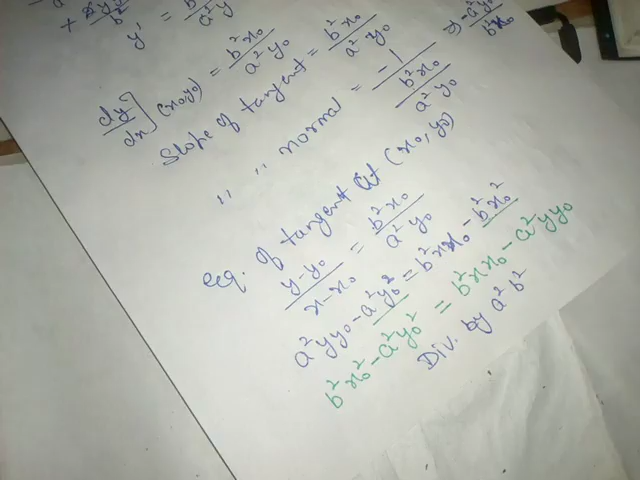 y' = b²x₀ / a²y
dy/dx](x₀,y₀) = b²x₀ / a²y₀
Slope of tangent = b²x₀ / a²y₀
" " normal = -1 / (b²x₀ / a²y₀) ⇒ -a²y₀ / b²x₀
eq. of tangent at (x₀, y₀)
y-y₀ / x-x₀ = b²x₀ / a²y₀
a²yy₀ - a²y₀² = b²xx₀ - b²x₀²
b²x₀² - a²y₀² = b²xx₀ - a²yy₀
Div. by a²b²